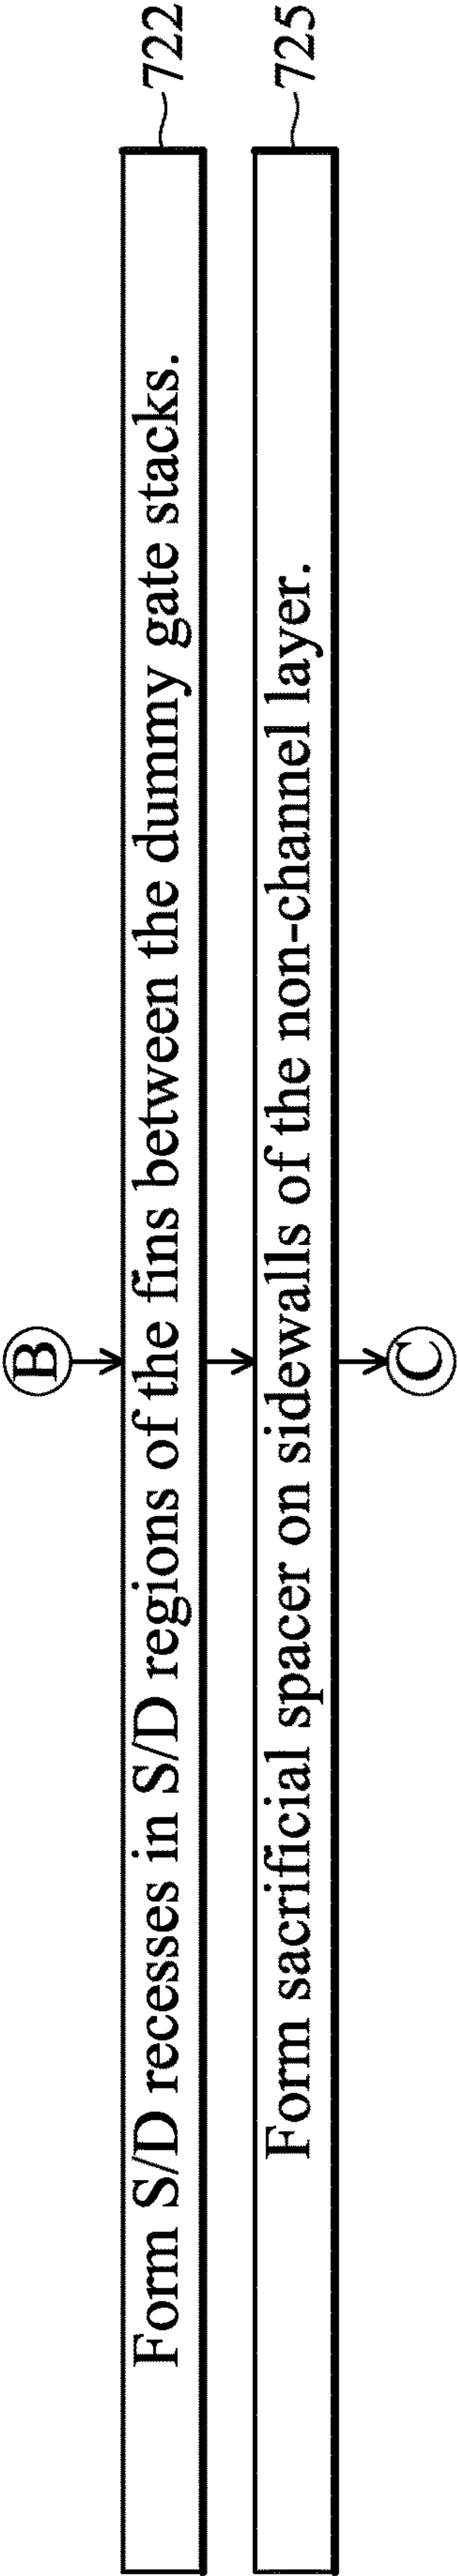 B
Form S/D recesses in S/D regions of the fins between the dummy gate stacks. 722
Form sacrificial spacer on sidewalls of the non-channel layer. 725
C